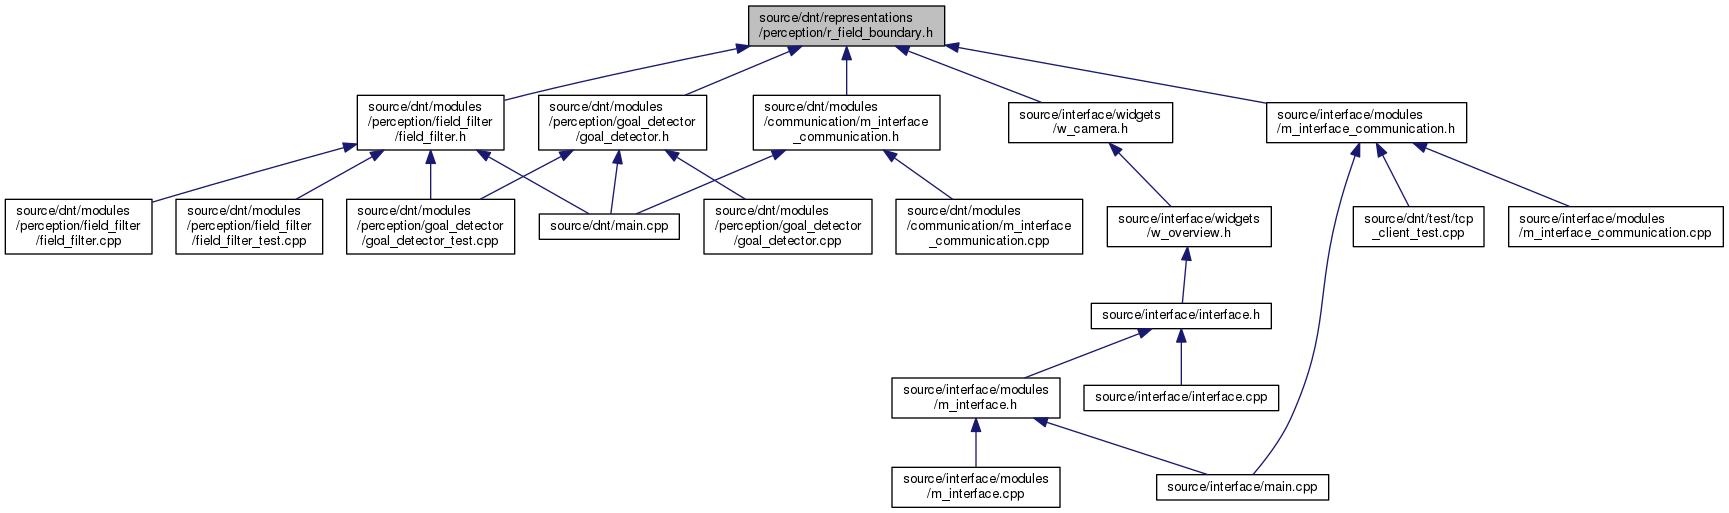 source/dnt/representations
/perception/r_field_boundary.h
source/dnt/modules
/perception/field_filter
/field_filter.h
source/dnt/modules
/perception/goal_detector
/goal_detector.h
source/dnt/modules
/communication/m_interface
_communication.h
source/interface/widgets
/w_camera.h
source/interface/modules
/m_interface_communication.h
source/dnt/modules
/perception/field_filter
/field_filter.cpp
source/dnt/modules
/perception/field_filter
/field_filter_test.cpp
source/dnt/modules
/perception/goal_detector
/goal_detector_test.cpp
source/dnt/main.cpp
source/dnt/modules
/perception/goal_detector
/goal_detector.cpp
source/dnt/modules
/communication/m_interface
_communication.cpp
source/interface/widgets
/w_overview.h
source/dnt/test/tcp
_client_test.cpp
source/interface/modules
/m_interface_communication.cpp
source/interface/interface.h
source/interface/modules
/m_interface.h
source/interface/interface.cpp
source/interface/modules
/m_interface.cpp
source/interface/main.cpp